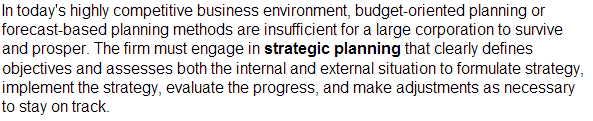 In today's highly competitive business environment, budget-oriented planning or
forecast-based planning methods are insufficient for a large corporation to survive
and prosper. The firm must engage in strategic planning that clearly defines
objectives and assesses both the internal and external situation to formulate strategy,
implement the strategy, evaluate the progress, and make adjustments as necessary
to stay on track.